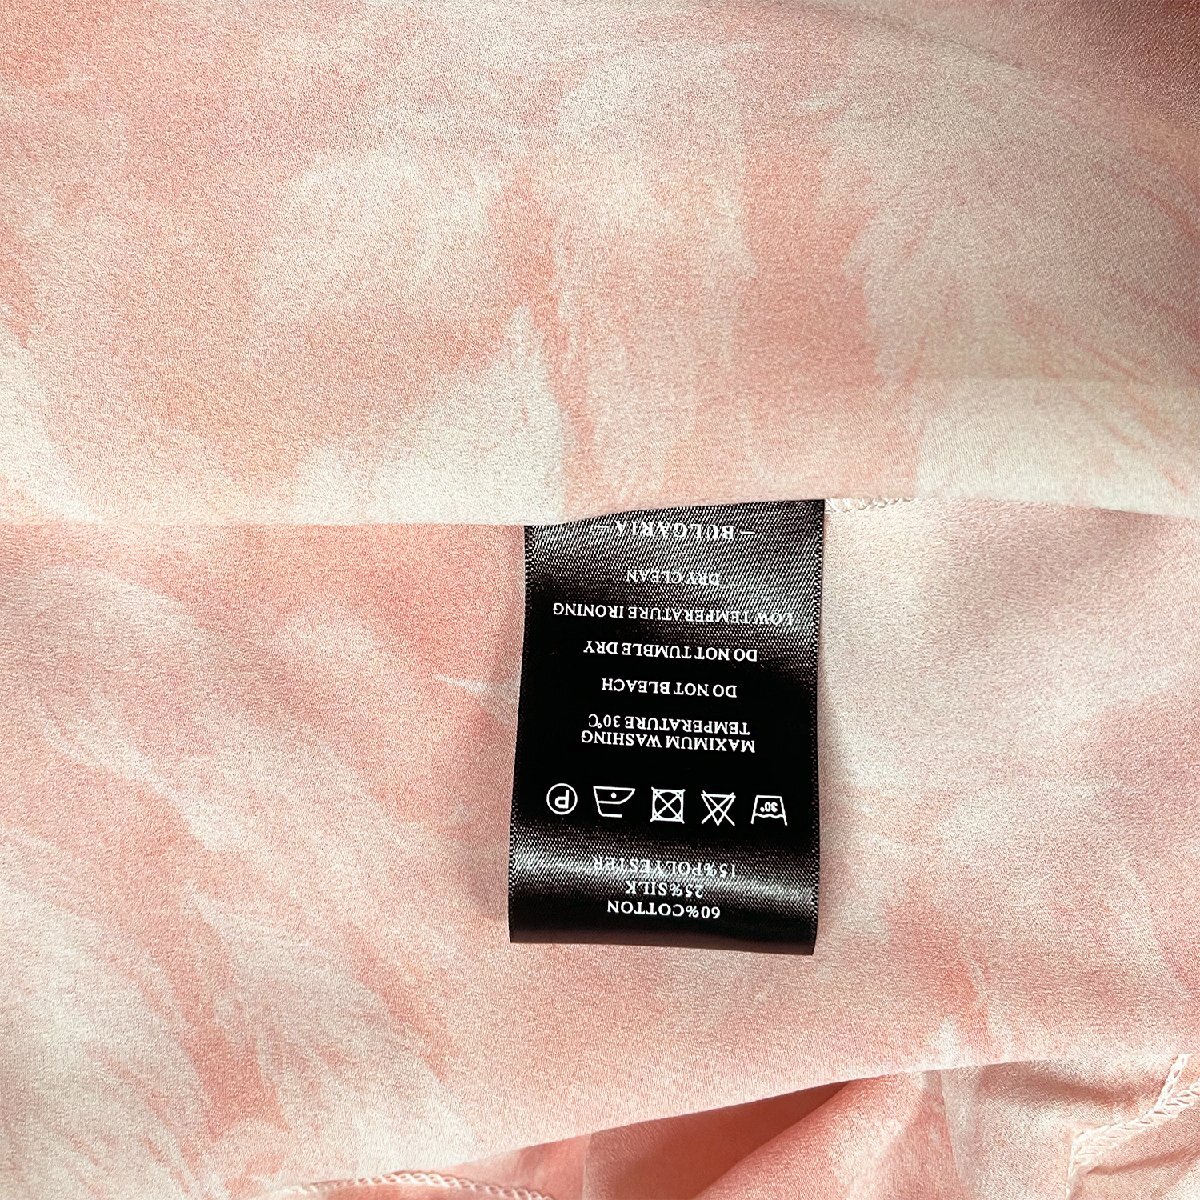 60%COTTON
25%SILK
15%POLYESTER
30°
P
MAXIMUM WASHING
TEMPERATURE 30℃
DO NOT BLEACH
DO NOT TUMBLE DRY
LOW TEMPERATURE IRONING
DRY CLEAN
—BULGARIA—